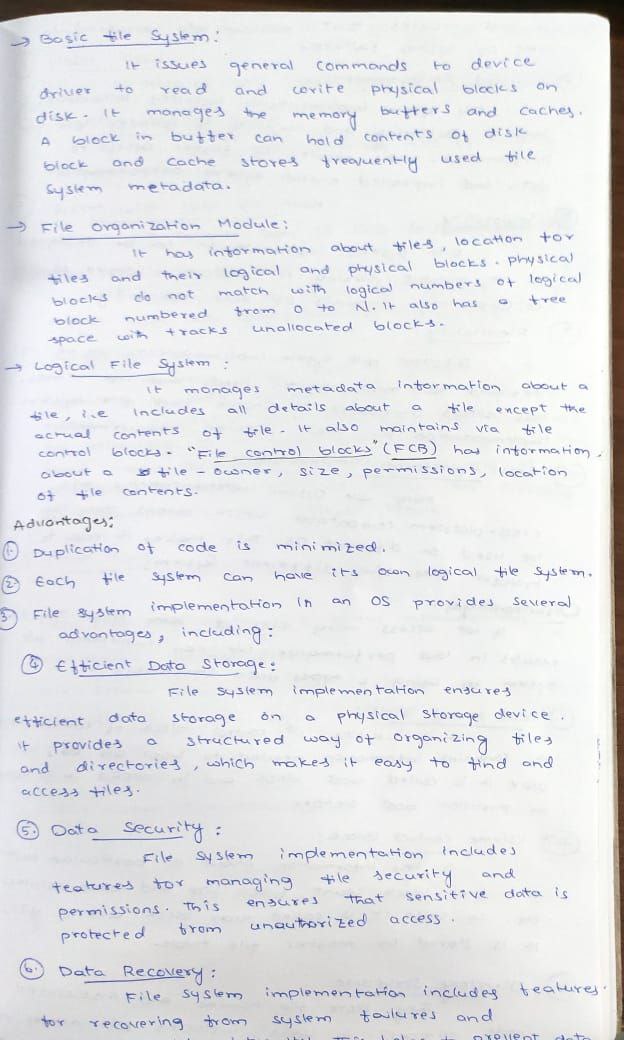 → Basic file System:
It issues general commands to device
driver to read and write physical blocks on
disk. It manages the memory buffers and caches.
A block in buffer can hold contents of disk
block and cache stores freavuently used file
System metadata.
→ File Organization Module:
It has information about files, location for
files and their logical and physical blocks. physical
blocks do not match with logical numbers of logical
block numbered from 0 to N. It also has a free
space with tracks unallocated blocks.
→ Logical File System :
It manages metadata information about a
file, i.e includes all details about a file encept the
actual contents of file. It also maintains via file
control blocks. "File control blocks" (FCB) has information
about a file - owner, size, permissions, location
of fle contents.
Advantages:
1. Duplication of code is minimized.
2. Each file system can have its own logical file system.
3. File system implementation in an OS provides several
advantages, including:
4 Efficient Data Storage:
File system implementation ensures
efficient data storage on a physical storage device.
it provides a structured way of organizing files
and directories, which makes it easy to find and
access files.
5. Data Security :
File system implementation includes
features for managing file security and
permissions. This ensures that sensitive data is
protected from unauthorized access.
6. Data Recovery:
File system implementation includes features
for recovering from system failures and
prevent data